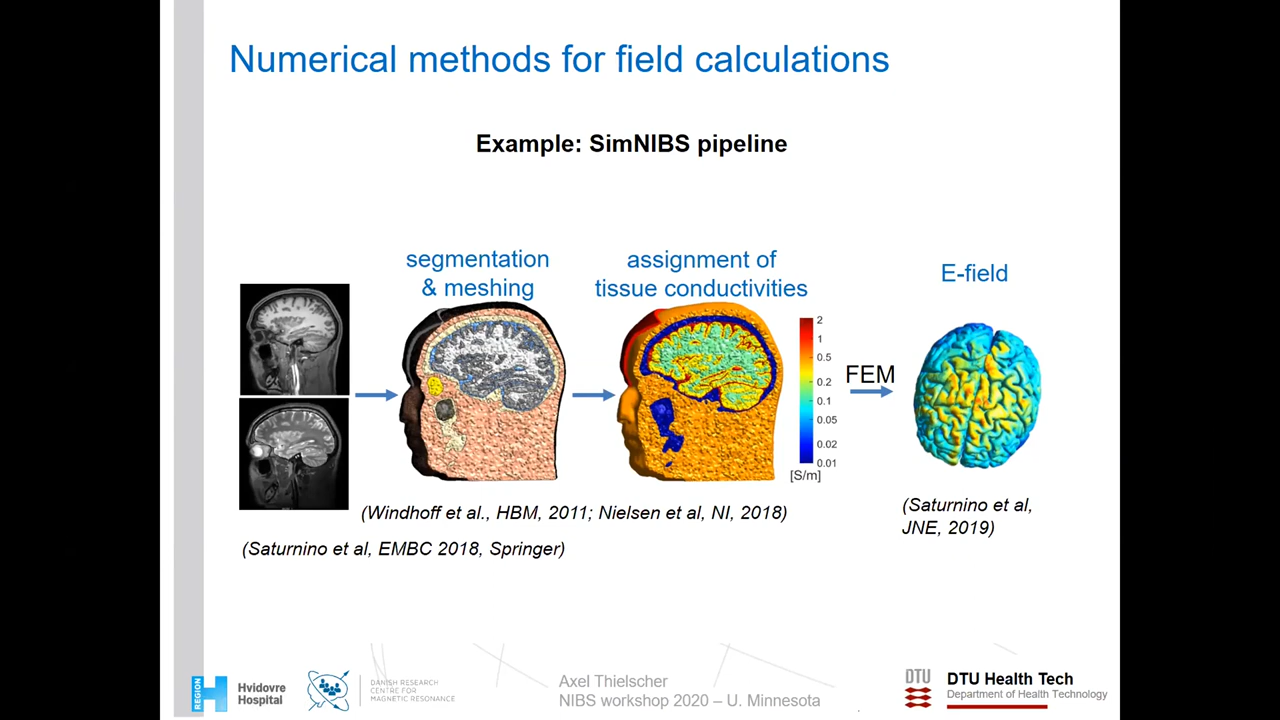 Numerical methods for field calculations
Example: SimNIBS pipeline
segmentation
& meshing
assignment of
tissue conductivities
E-field
2
1
0.5
0.2
0.1
0.05
0.02
0.01
[S/m]
FEM
(Windhoff et al., HBM, 2011; Nielsen et al, NI, 2018)
(Saturnino et al,
JNE, 2019)
(Saturnino et al, EMBC 2018, Springer)
REGION
H
Hvidovre
Hospital
DANISH RESEARCH
CENTRE FOR
MAGNETIC RESONANCE
Axel Thielscher
NIBS workshop 2020 – U. Minnesota
DTU
DTU Health Tech
Department of Health Technology